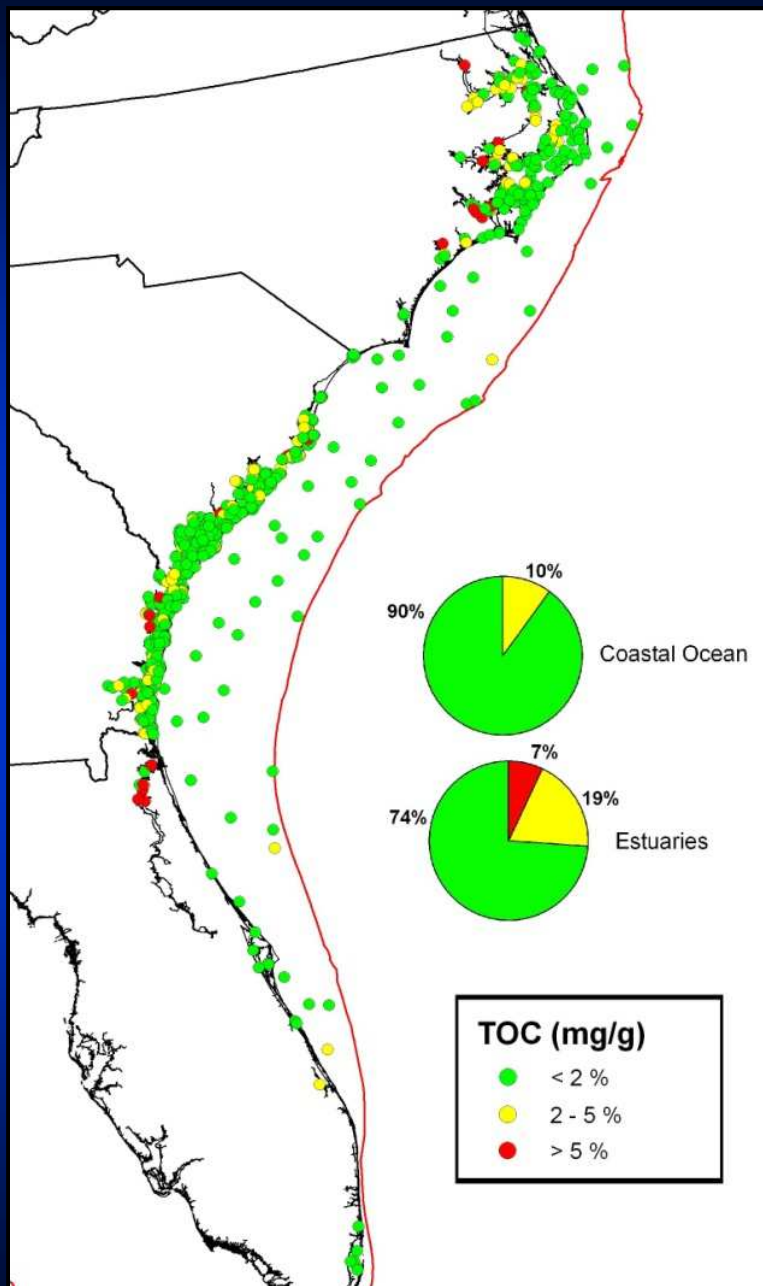 10%
90%
Coastal Ocean
7%
19%
74%
Estuaries
TOC (mg/g)
< 2 %
2 - 5 %
> 5 %